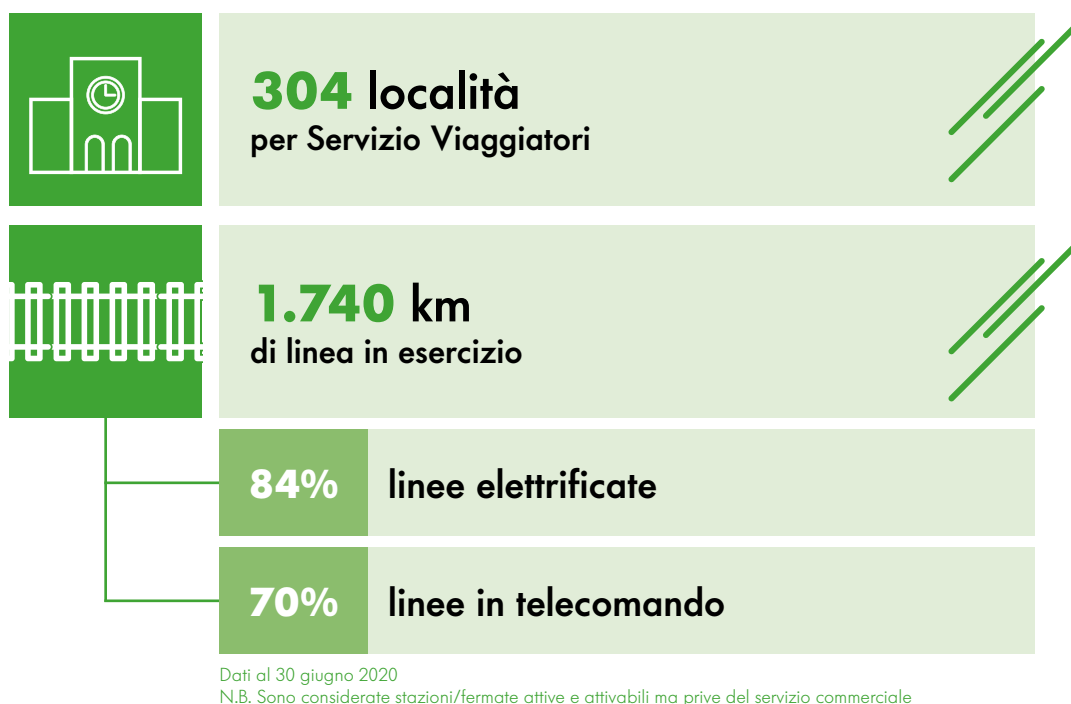 304 località
per Servizio Viaggiatori
1.740 km
di linea in esercizio
84% linee elettrificate
70% linee in telecomando
Dati al 30 giugno 2020
N.B. Sono considerate stazioni/fermate attive e attivabili ma prive del servizio commerciale